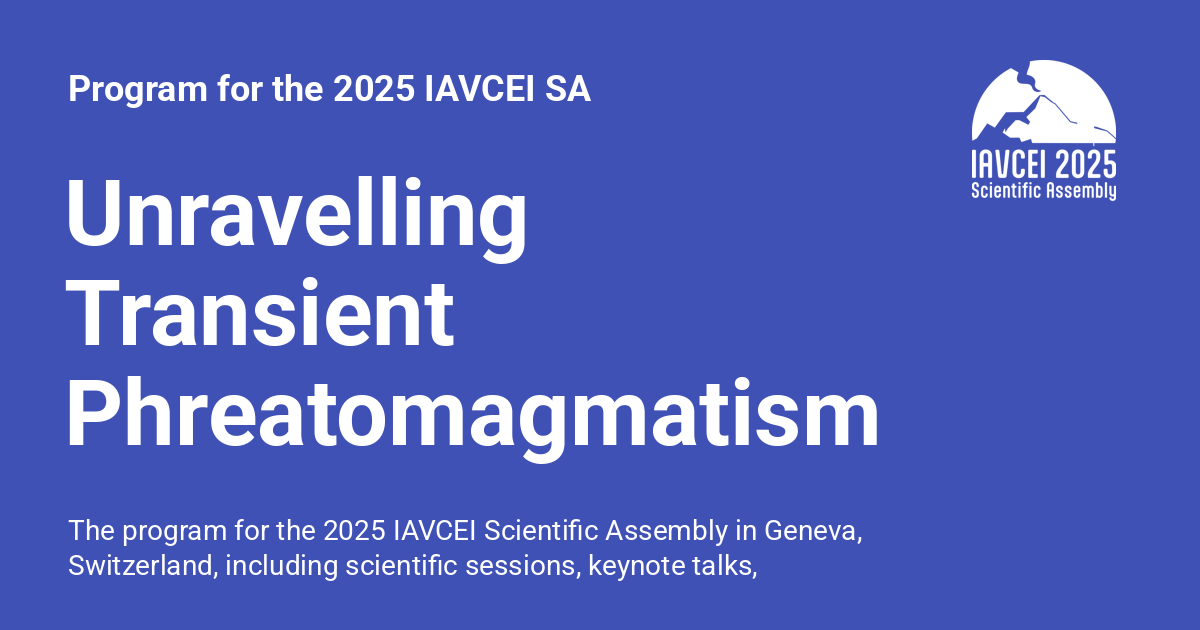 Program for the 2025 IAVCEI SA
IAVCEI 2025
Scientific Assembly
Unravelling
Transient
Phreatomagmatism
The program for the 2025 IAVCEI Scientific Assembly in Geneva,
Switzerland, including scientific sessions, keynote talks,